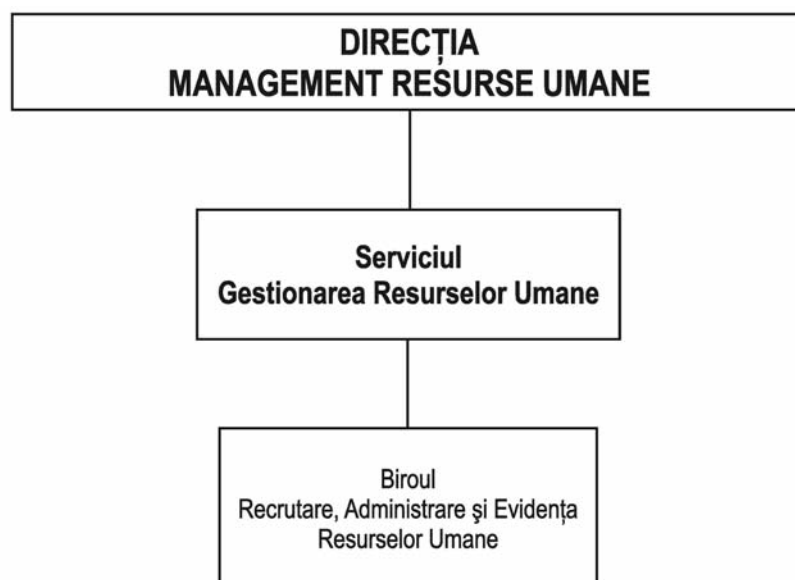 DIRECȚIA
MANAGEMENT RESURSE UMANE
Serviciul
Gestionarea Resurselor Umane
Biroul
Recrutare, Administrare şi Evidența
Resurselor Umane